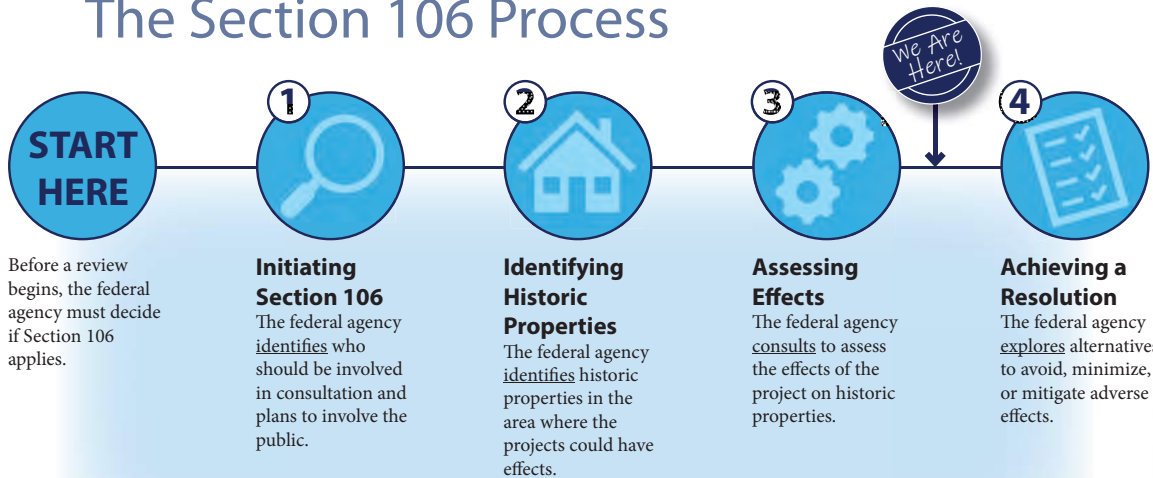 The Section 106 Process
We Are
Here!
START
HERE
Before a review
begins, the federal
agency must decide
if Section 106
applies.
1
Initiating
Section 106
The federal agency
identifies who
should be involved
in consultation and
plans to involve the
public.
2
Identifying
Historic
Properties
The federal agency
identifies historic
properties in the
area where the
projects could have
effects.
3
Assessing
Effects
The federal agency
consults to assess
the effects of the
project on historic
properties.
4
Achieving a
Resolution
The federal agency
explores alternatives
to avoid, minimize,
or mitigate adverse
effects.